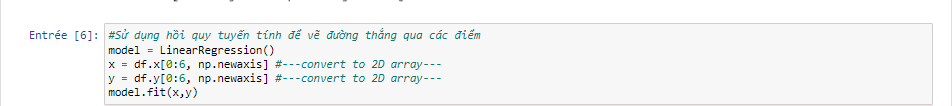 Entrée [6]: #Sử dụng hồi quy tuyến tính để vẽ đường thẳng qua các điểm
model = LinearRegression()
x = df.x[0:6, np.newaxis] #---convert to 2D array---
y = df.y[0:6, np.newaxis] #---convert to 2D array---
model.fit(x,y)